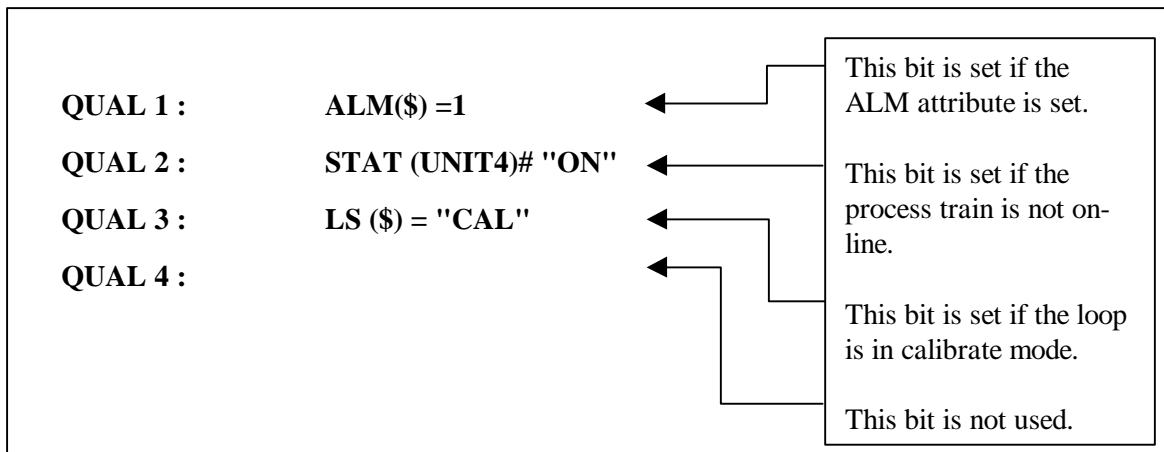 QUAL 1 : ALM($) =1
QUAL 2 : STAT (UNIT4)# "ON"
QUAL 3 : LS ($) = "CAL"
QUAL 4 :
This bit is set if the
ALM attribute is set.
This bit is set if the
process train is not on-
line.
This bit is set if the loop
is in calibrate mode.
This bit is not used.